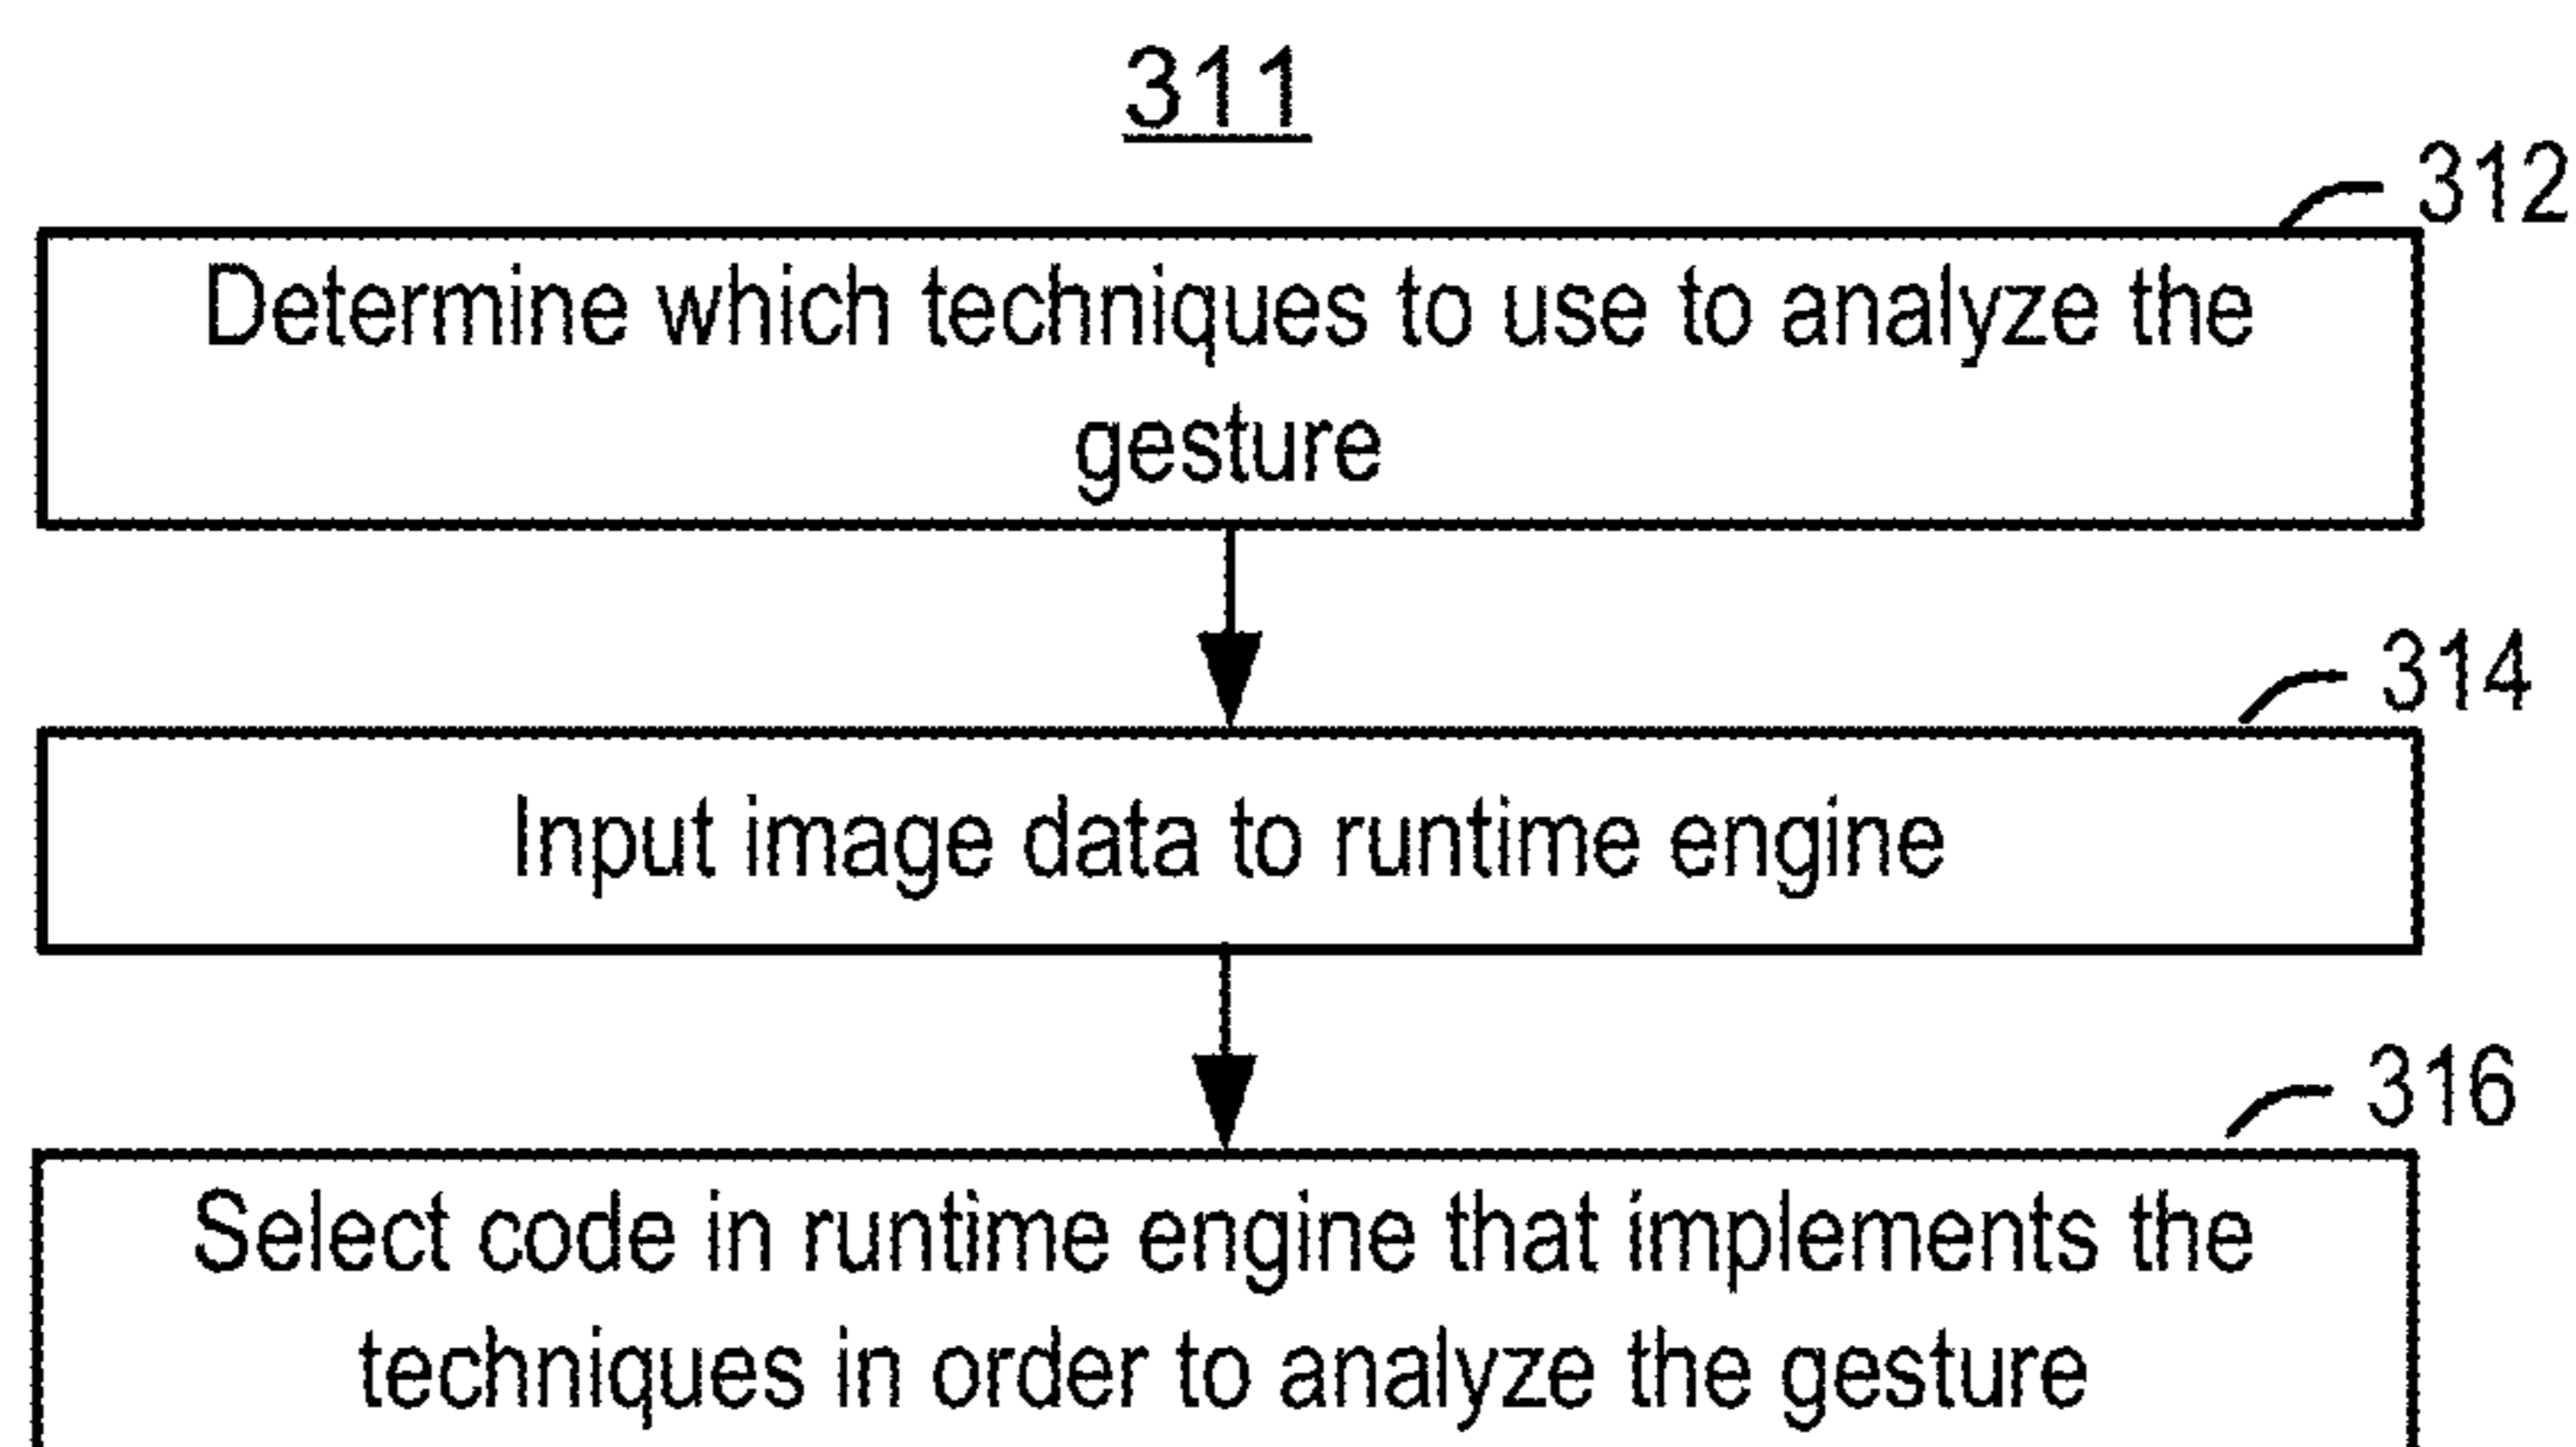 311
312
Determine which techniques to use to analyze the
gesture
314
Input image data to runtime engine
316
Select code in runtime engine that implements the
techniques in order to analyze the gesture